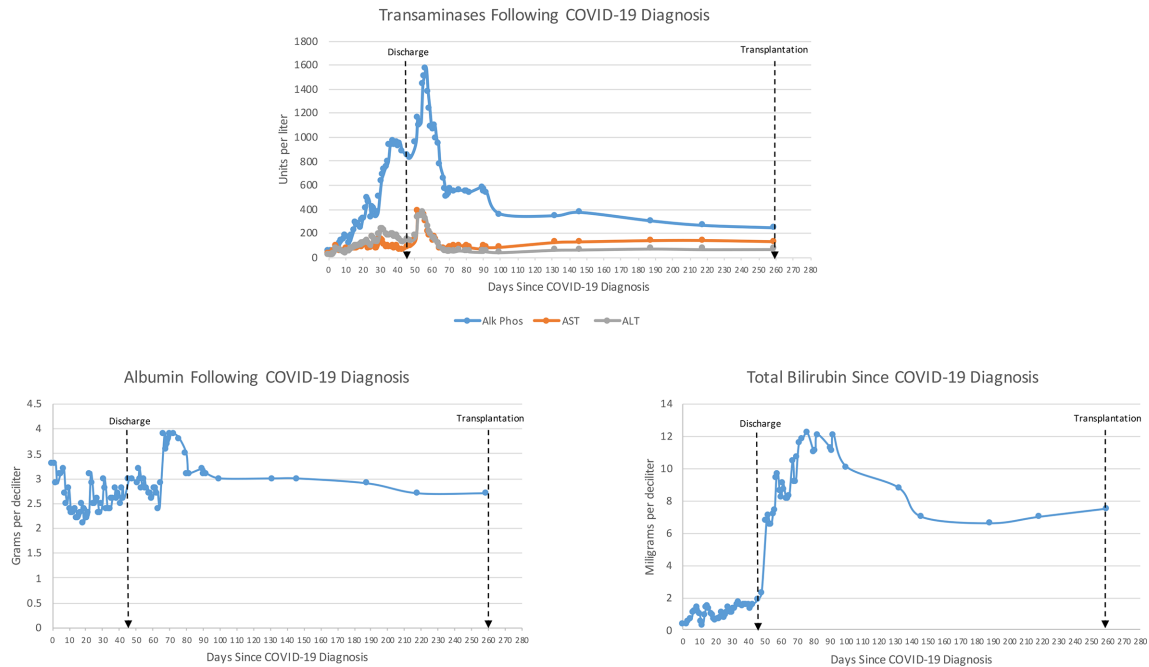 Transaminases Following COVID-19 Diagnosis
Units per liter
1800
1600
1400
1200
1000
800
600
400
200
0
Discharge
Transplantation
0 10 20 30 40 50 60 70 80 90 100 110 120 130 140 150 160 170 180 190 200 210 220 230 240 250 260 270 280
Days Since COVID-19 Diagnosis
Alk Phos AST ALT
Albumin Following COVID-19 Diagnosis
Grams per deciliter
4.5
4
3.5
3
2.5
2
1.5
1
0.5
0
Discharge
Transplantation
0 10 20 30 40 50 60 70 80 90 100 110 120 130 140 150 160 170 180 190 200 210 220 230 240 250 260 270 280
Days Since COVID-19 Diagnosis
Total Bilirubin Since COVID-19 Diagnosis
Miligrams per deciliter
14
12
10
8
6
4
2
0
Discharge
Transplantation
0 10 20 30 40 50 60 70 80 90 100 110 120 130 140 150 160 170 180 190 200 210 220 230 240 250 260 270 280
Days Since COVID-19 Diagnosis